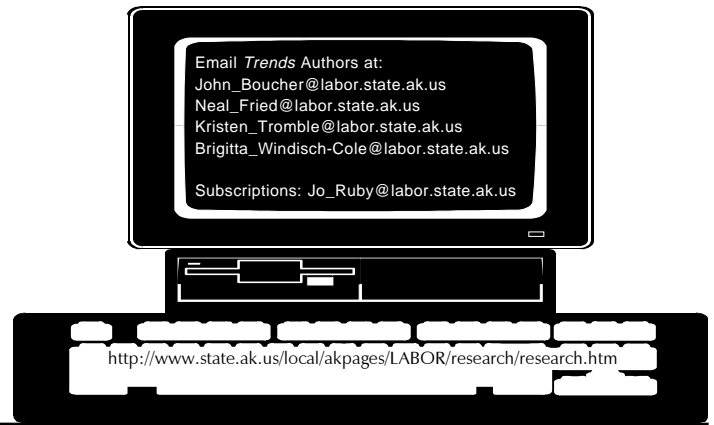 Email Trends Authors at:
John_Boucher@labor.state.ak.us
Neal_Fried@labor.state.ak.us
Kristen_Tromble@labor.state.ak.us
Brigitta_Windisch-Cole@labor.state.ak.us
Subscriptions: Jo_Ruby@labor.state.ak.us
http://www.state.ak.us/local/akpages/LABOR/research/research.htm